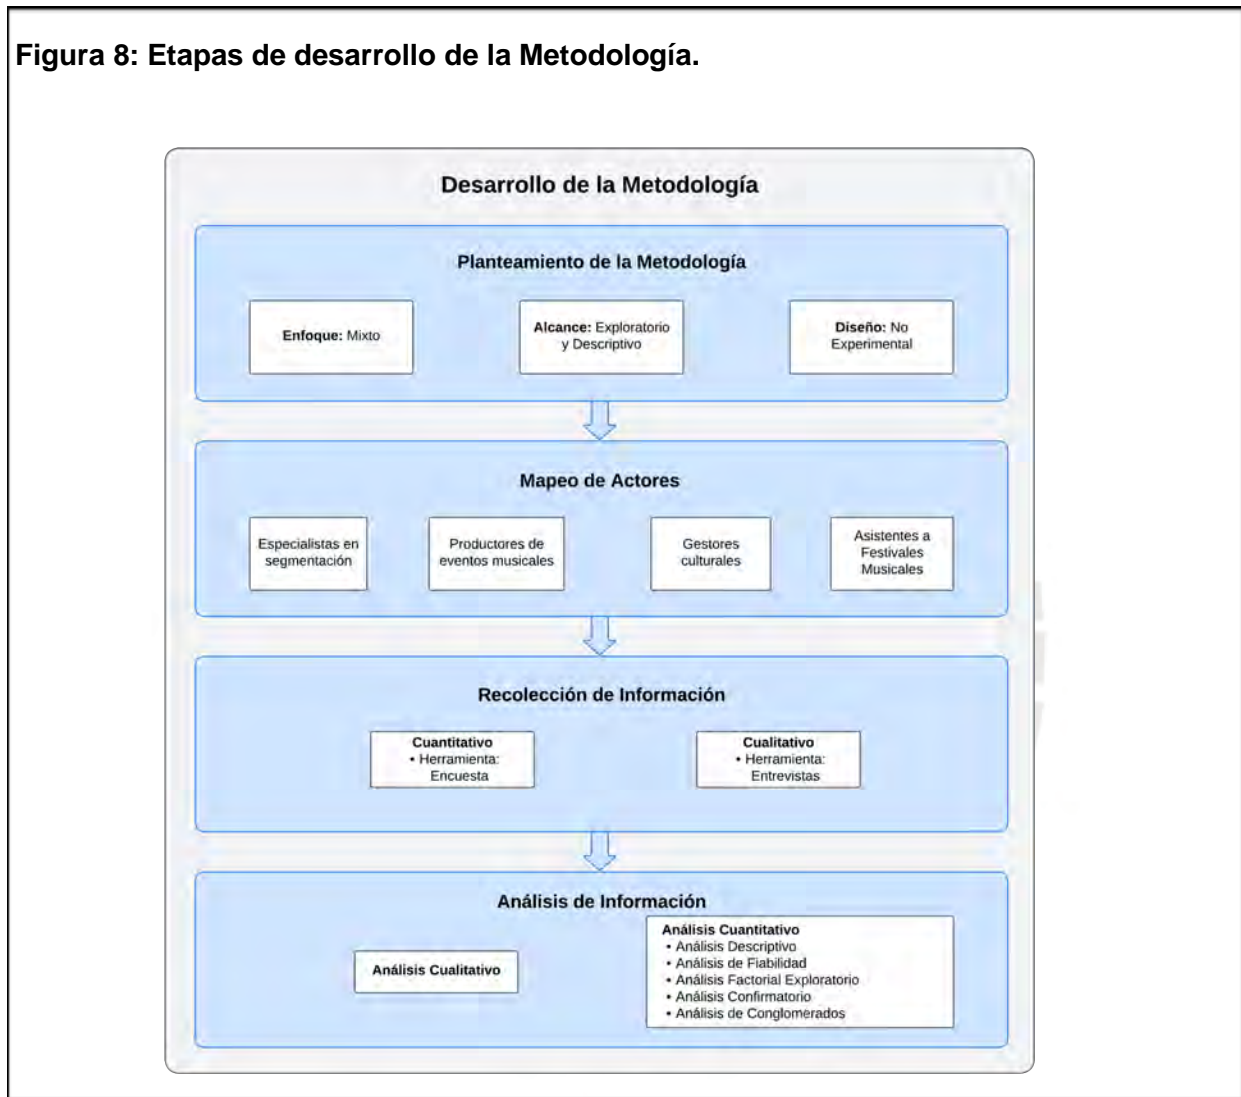 Figura 8: Etapas de desarrollo de la Metodología.
Desarrollo de la Metodología
Planteamiento de la Metodología
Enfoque: Mixto
Alcance: Exploratorio
y Descriptivo
Diseño: No
Experimental
Mapeo de Actores
Especialistas en
segmentación
Productores de
eventos musicales
Gestores
culturales
Asistentes a
Festivales
Musicales
Recolección de Información
Cuantitativo
• Herramienta:
Encuesta
Cualitativo
• Herramienta:
Entrevistas
Análisis de Información
Análisis Cualitativo
Análisis Cuantitativo
• Análisis Descriptivo
• Análisis de Fiabilidad
• Análisis Factorial Exploratorio
• Análisis Confirmatorio
• Análisis de Conglomerados